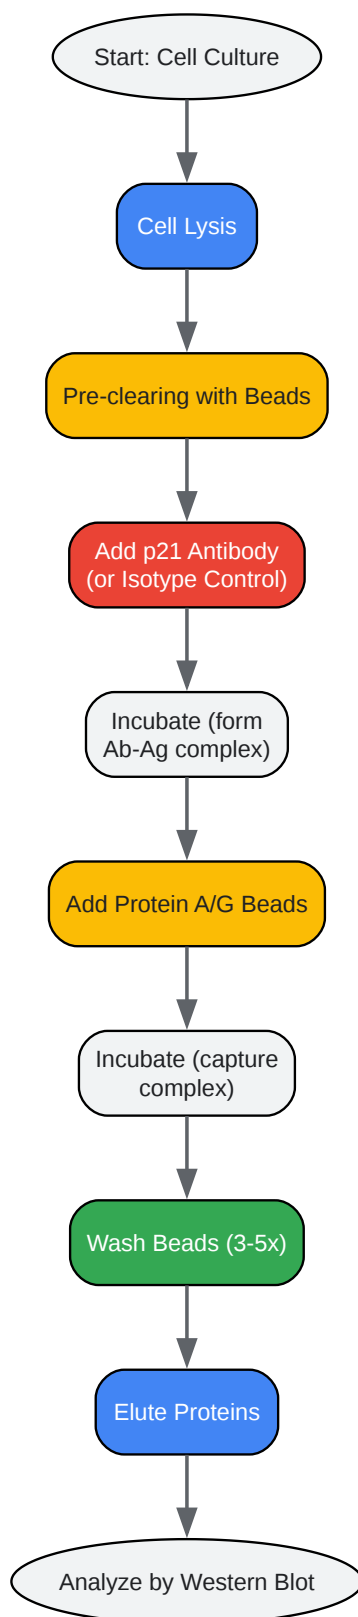 Start: Cell Culture
Cell Lysis
Pre-clearing with Beads
Add p21 Antibody
(or Isotype Control)
Incubate (form
Ab-Ag complex)
Add Protein A/G Beads
Incubate (capture
complex)
Wash Beads (3-5x)
Elute Proteins
Analyze by Western Blot